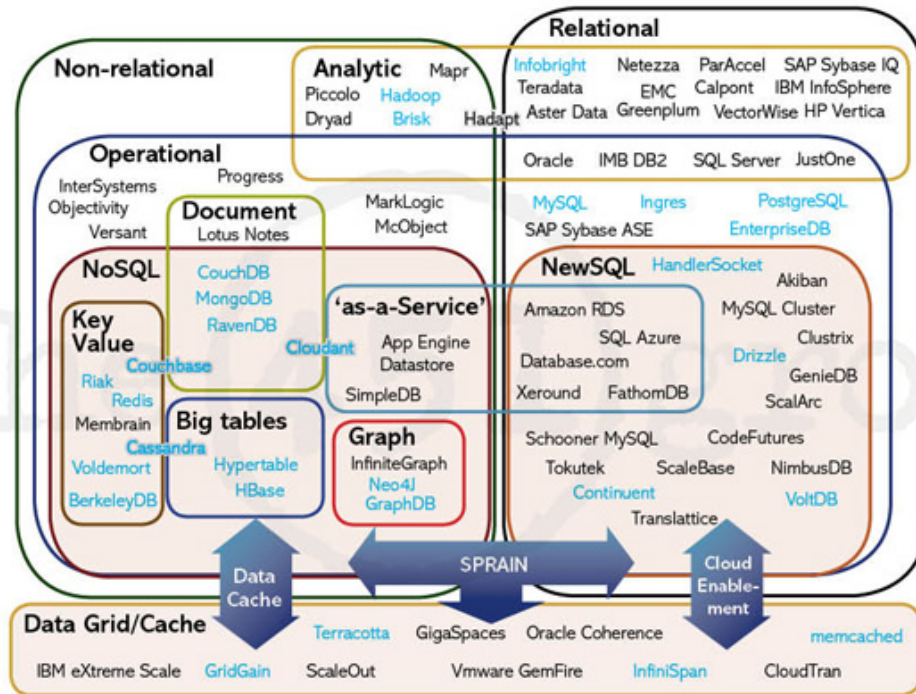 Relational
Non-relational
Analytic
Mapr
Piccolo
Hadoop
Dryad
Brisk
Hadapt
Infobright
Netezza
ParAccel
SAP Sybase IQ
Teradata
EMC
Calpont
IBM InfoSphere
Aster Data
Greenplum
VectorWise
HP Vertica
Operational
Oracle
IMB DB2
SQL Server
JustOne
InterSystems
Progress
Objectivity
Versant
Document
Lotus Notes
MarkLogic
McObject
MySQL
Ingres
PostgreSQL
SAP Sybase ASE
EnterpriseDB
NoSQL
CouchDB
MongoDB
RavenDB
Key
Value
Couchbase
Riak
Redis
Membrain
Cassandra
Voldemort
BerkeleyDB
Big tables
Hypertable
HBase
'as-a-Service'
Cloudant
App Engine
Datastore
SimpleDB
Graph
InfiniteGraph
Neo4J
GraphDB
NewSQL
HandlerSocket
Akiban
Amazon RDS
MySQL Cluster
SQL Azure
Clustrix
Database.com
Drizzle
GenieDB
Xeround
FathomDB
ScalArc
Schooner MySQL
CodeFutures
Tokutek
ScaleBase
NimbusDB
Continuent
VoltDB
Translattice
Data
Cache
SPRAIN
Cloud
Enable-
ment
Data Grid/Cache
Terracotta
GigaSpaces
Oracle Coherence
memcached
IBM eXtreme Scale
GridGain
ScaleOut
Vmware GemFire
InfiniSpan
CloudTran